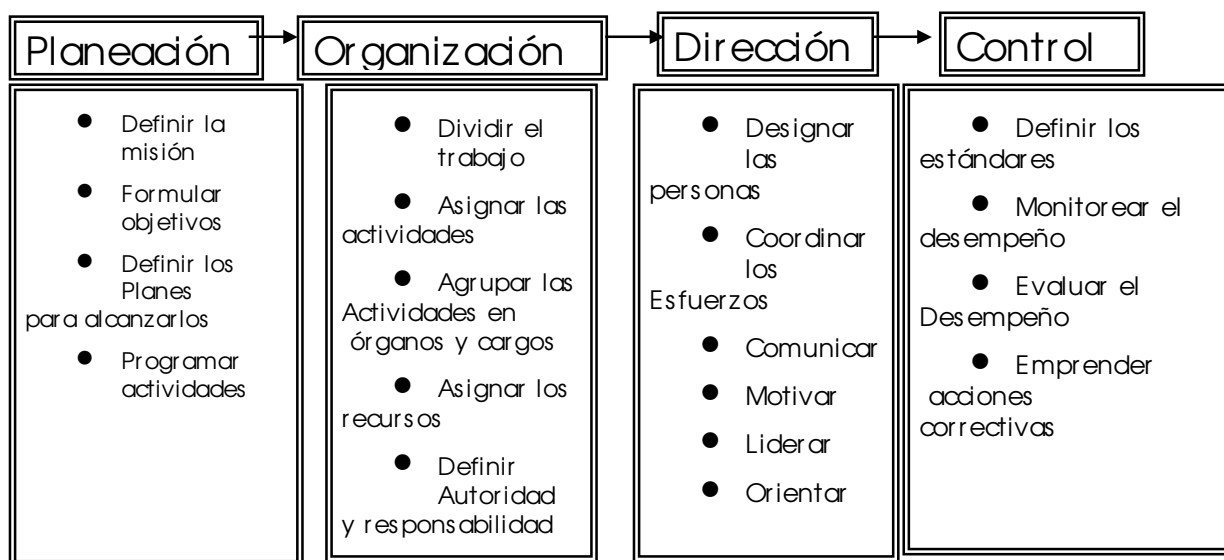 Planeación
Organización
Dirección
Control
● Definir la
misión
● Formular
objetivos
● Definir los
Planes
para alcanzarlos
● Programar
actividades
● Dividir el
trabajo
● Asignar las
actividades
● Agrupar las
Actividades en
órganos y cargos
● Asignar los
recursos
● Definir
Autoridad
y responsabilidad
● Designar
las
personas
● Coordinar
los
Esfuerzos
● Comunicar
● Motivar
● Liderar
● Orientar
● Definir los
estándares
● Monitorear el
desempeño
● Evaluar el
Desempeño
● Emprender
acciones
correctivas